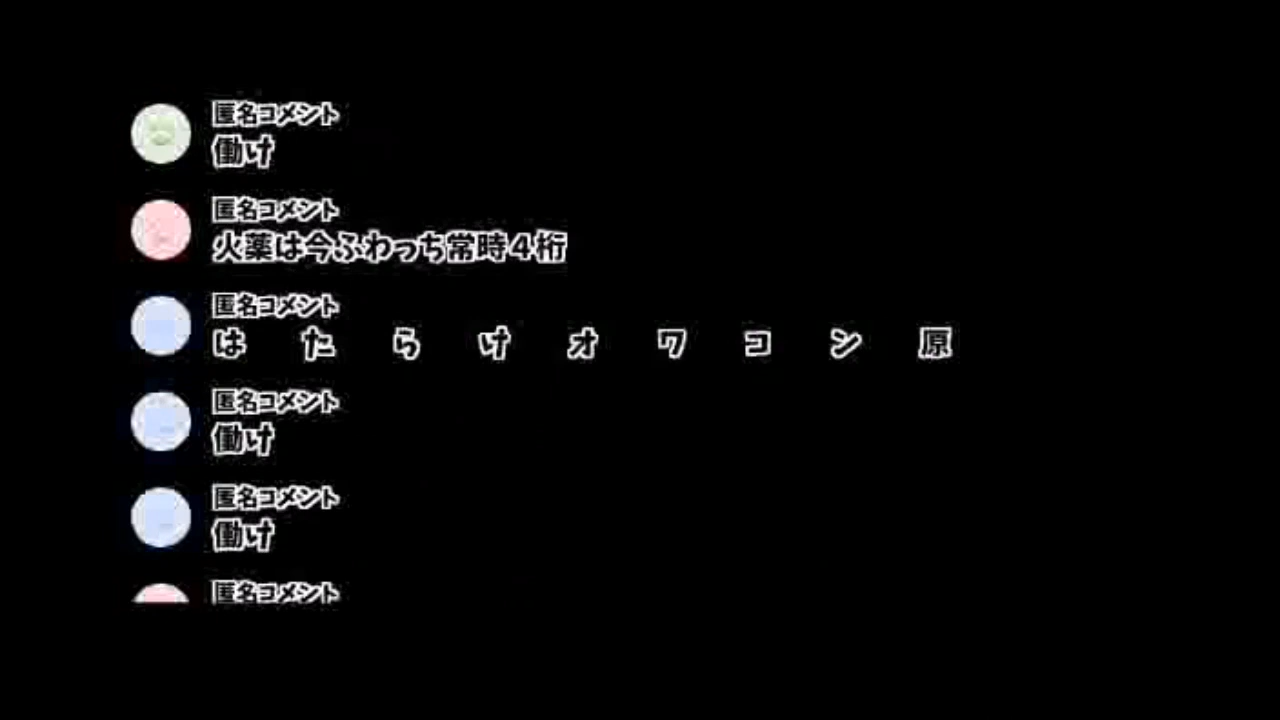 匿名コメント
働け
匿名コメント
火薬は今ふわっち常時4桁
匿名コメント
は た ら け オ ワ コ ン 原
匿名コメント
働け
匿名コメント
働け
匿名コメント